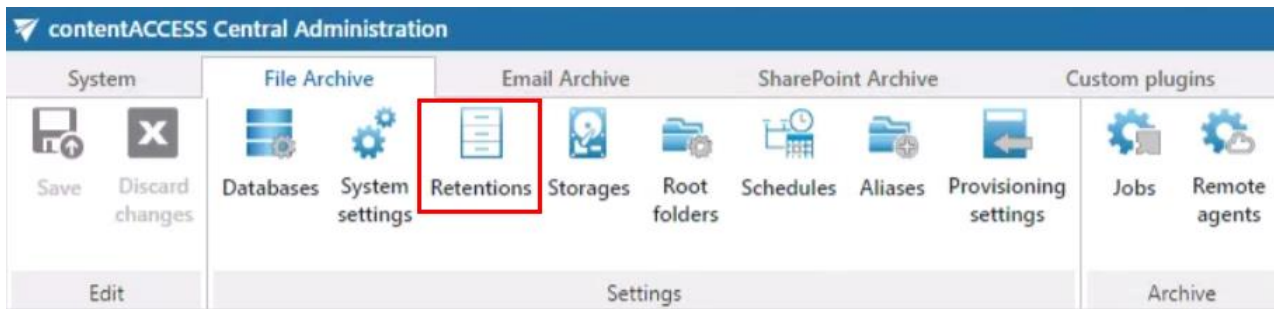 contentACCESS Central Administration
System File Archive Email Archive SharePoint Archive Custom plugins
Save Discard changes Databases System settings Retentions Storages Root folders Schedules Aliases Provisioning settings Jobs Remote agents
Edit Settings Archive